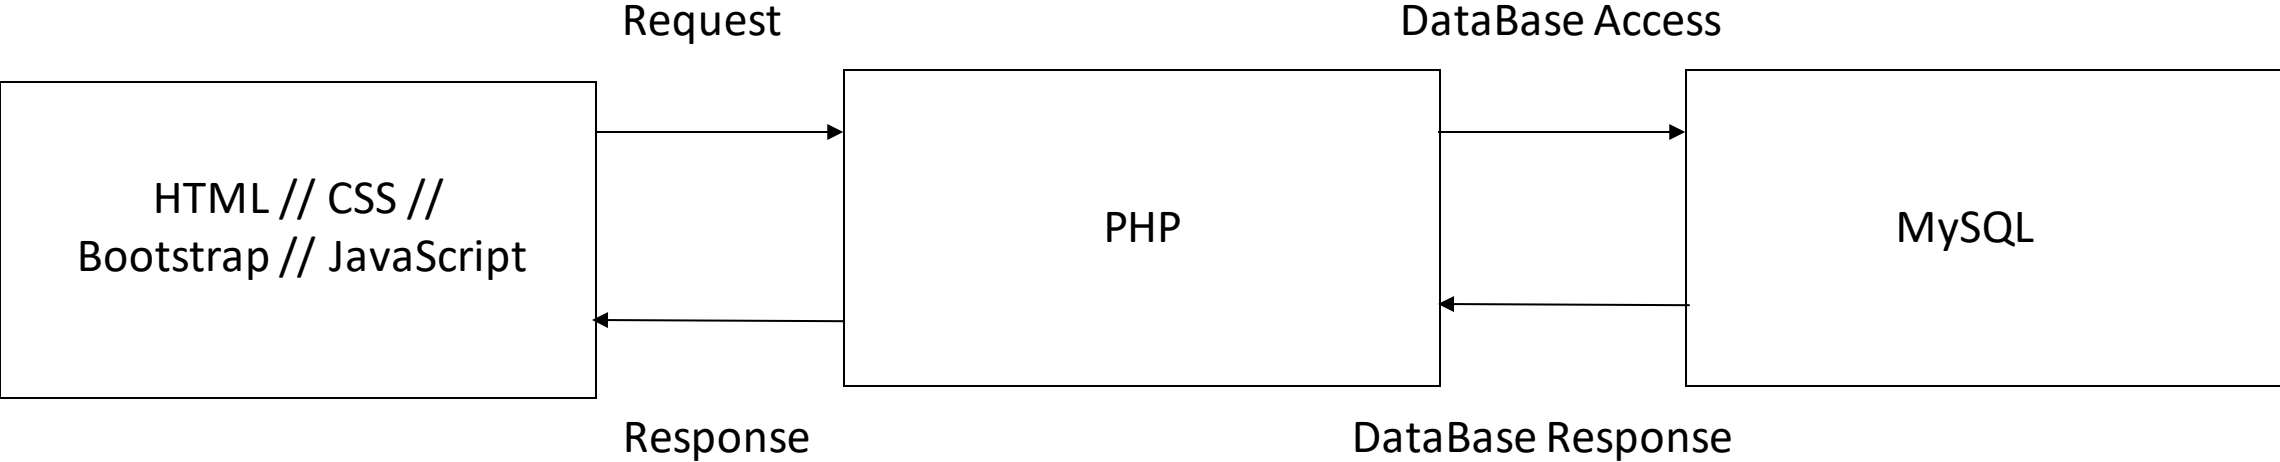 Request
DataBase Access
HTML // CSS //
Bootstrap // JavaScript
PHP
MySQL
Response
DataBase Response